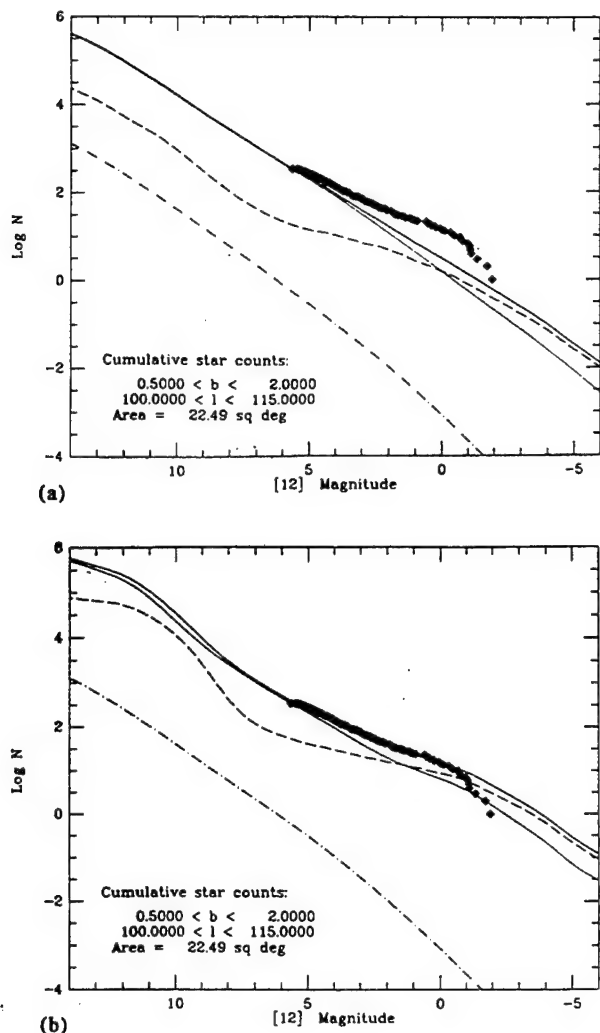 6
4
2
0
-2
-4
Log N
Cumulative star counts:
0.5000 < b < 2.0000
100.0000 < l < 115.0000
Area = 22.49 sq deg
10 5 0 -5
[12] Magnitude
(a)
6
4
2
0
-2
-4
Log N
Cumulative star counts:
0.5000 < b < 2.0000
100.0000 < l < 115.0000
Area = 22.49 sq deg
10 5 0 -5
[12] Magnitude
(b)